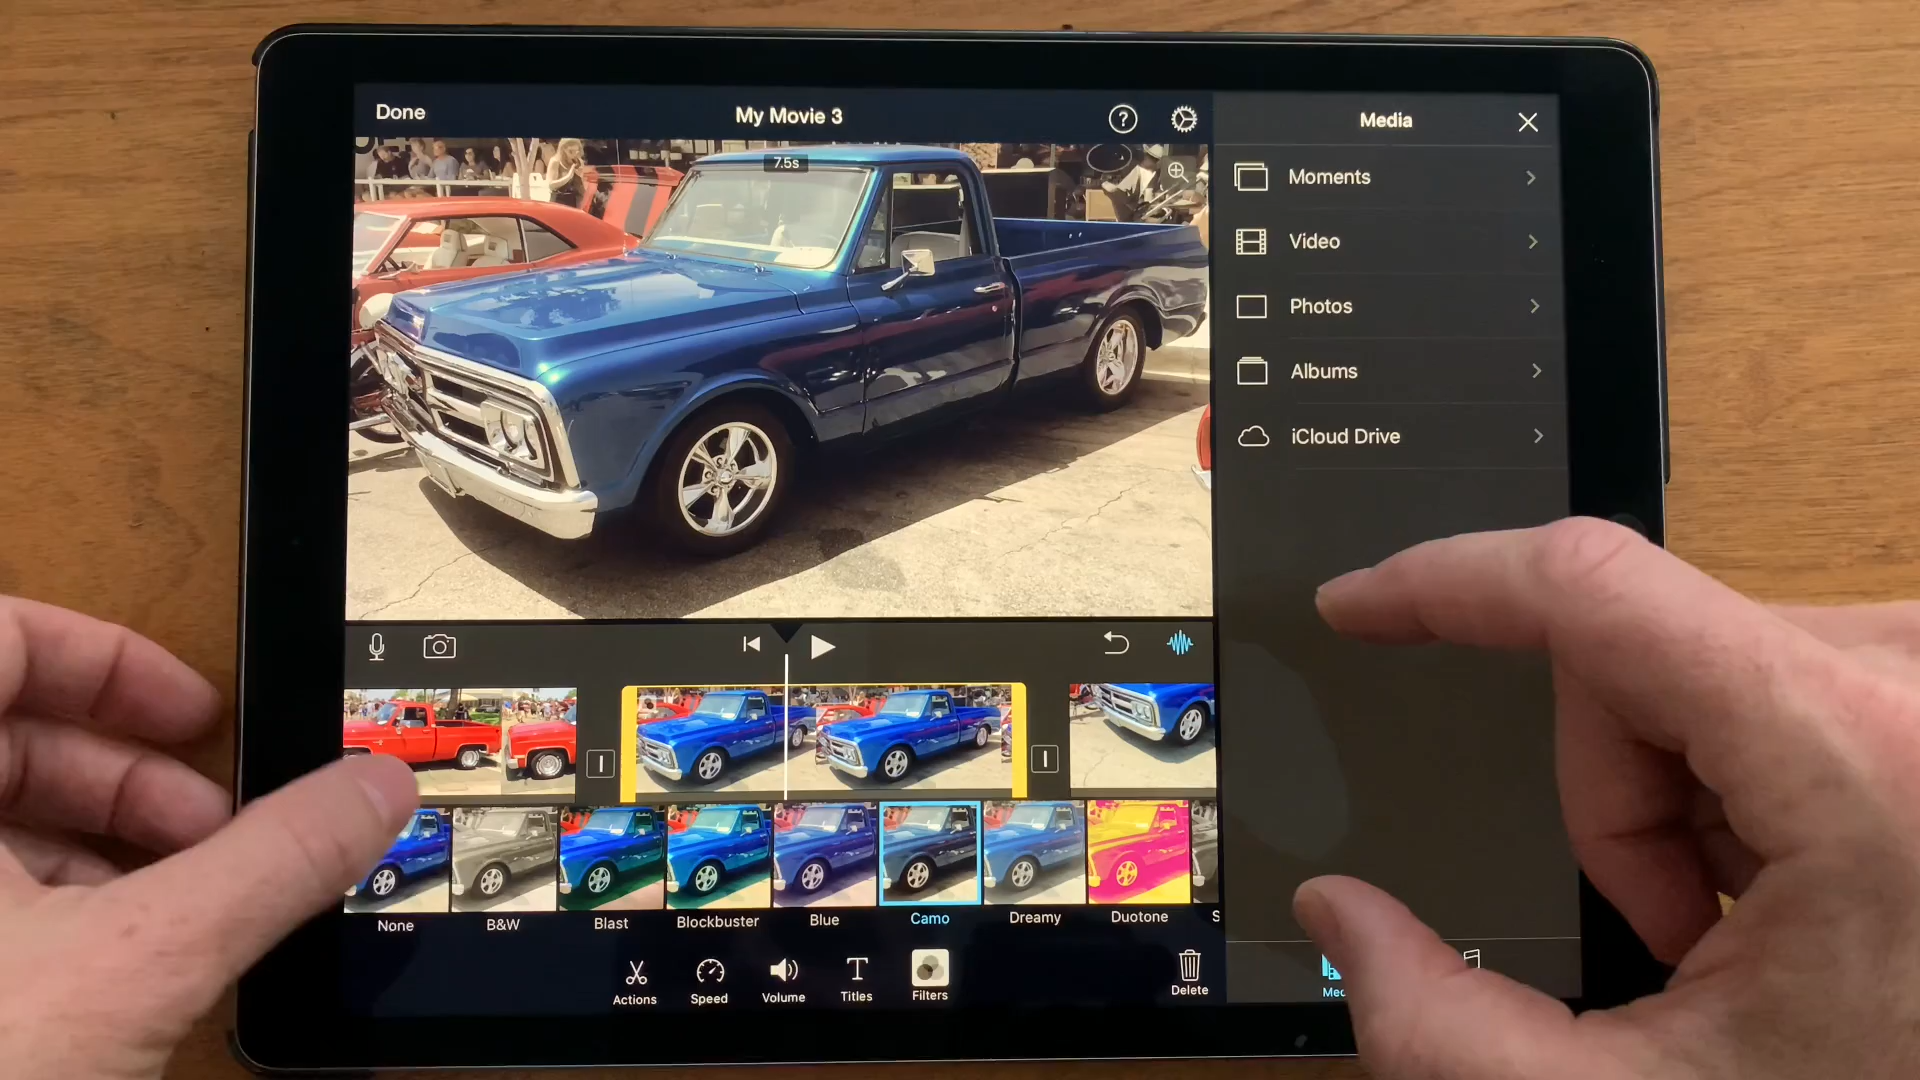 Done
My Movie 3
?
Media
7.5s
Moments
Video
Photos
Albums
iCloud Drive
None
B&W
Blast
Blockbuster
Blue
Camo
Dreamy
Duotone
S
Actions
Speed
Volume
T
Titles
Filters
Delete
Med